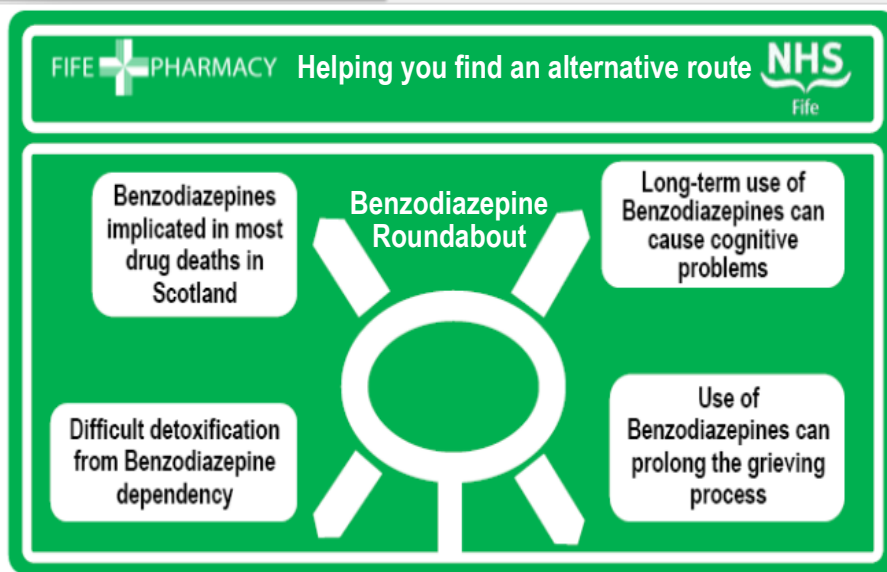 FIFE PHARMACY Helping you find an alternative route NHS
Fife
Benzodiazepine
Roundabout
Benzodiazepines
implicated in most
drug deaths in
Scotland
Long-term use of
Benzodiazepines can
cause cognitive
problems
Difficult detoxification
from Benzodiazepine
dependency
Use of
Benzodiazepines can
prolong the grieving
process